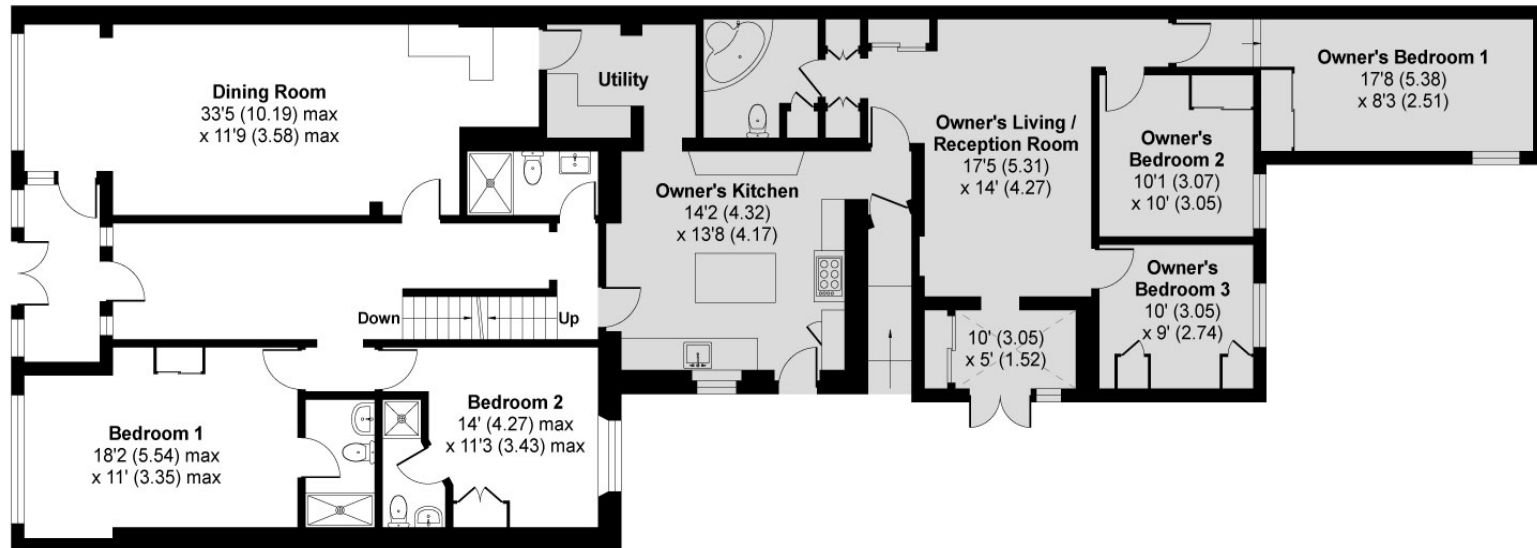 Dining Room
33'5 (10.19) max
x 11'9 (3.58) max
Utility
Owner's Bedroom 1
17'8 (5.38)
x 8'3 (2.51)
Owner's Living /
Reception Room
17'5 (5.31)
x 14' (4.27)
Owner's
Bedroom 2
10'1 (3.07)
x 10' (3.05)
Owner's Kitchen
14'2 (4.32)
x 13'8 (4.17)
Owner's
Bedroom 3
10' (3.05)
x 9' (2.74)
Down
Up
10' (3.05)
x 5' (1.52)
Bedroom 1
18'2 (5.54) max
x 11' (3.35) max
Bedroom 2
14' (4.27) max
x 11'3 (3.43) max